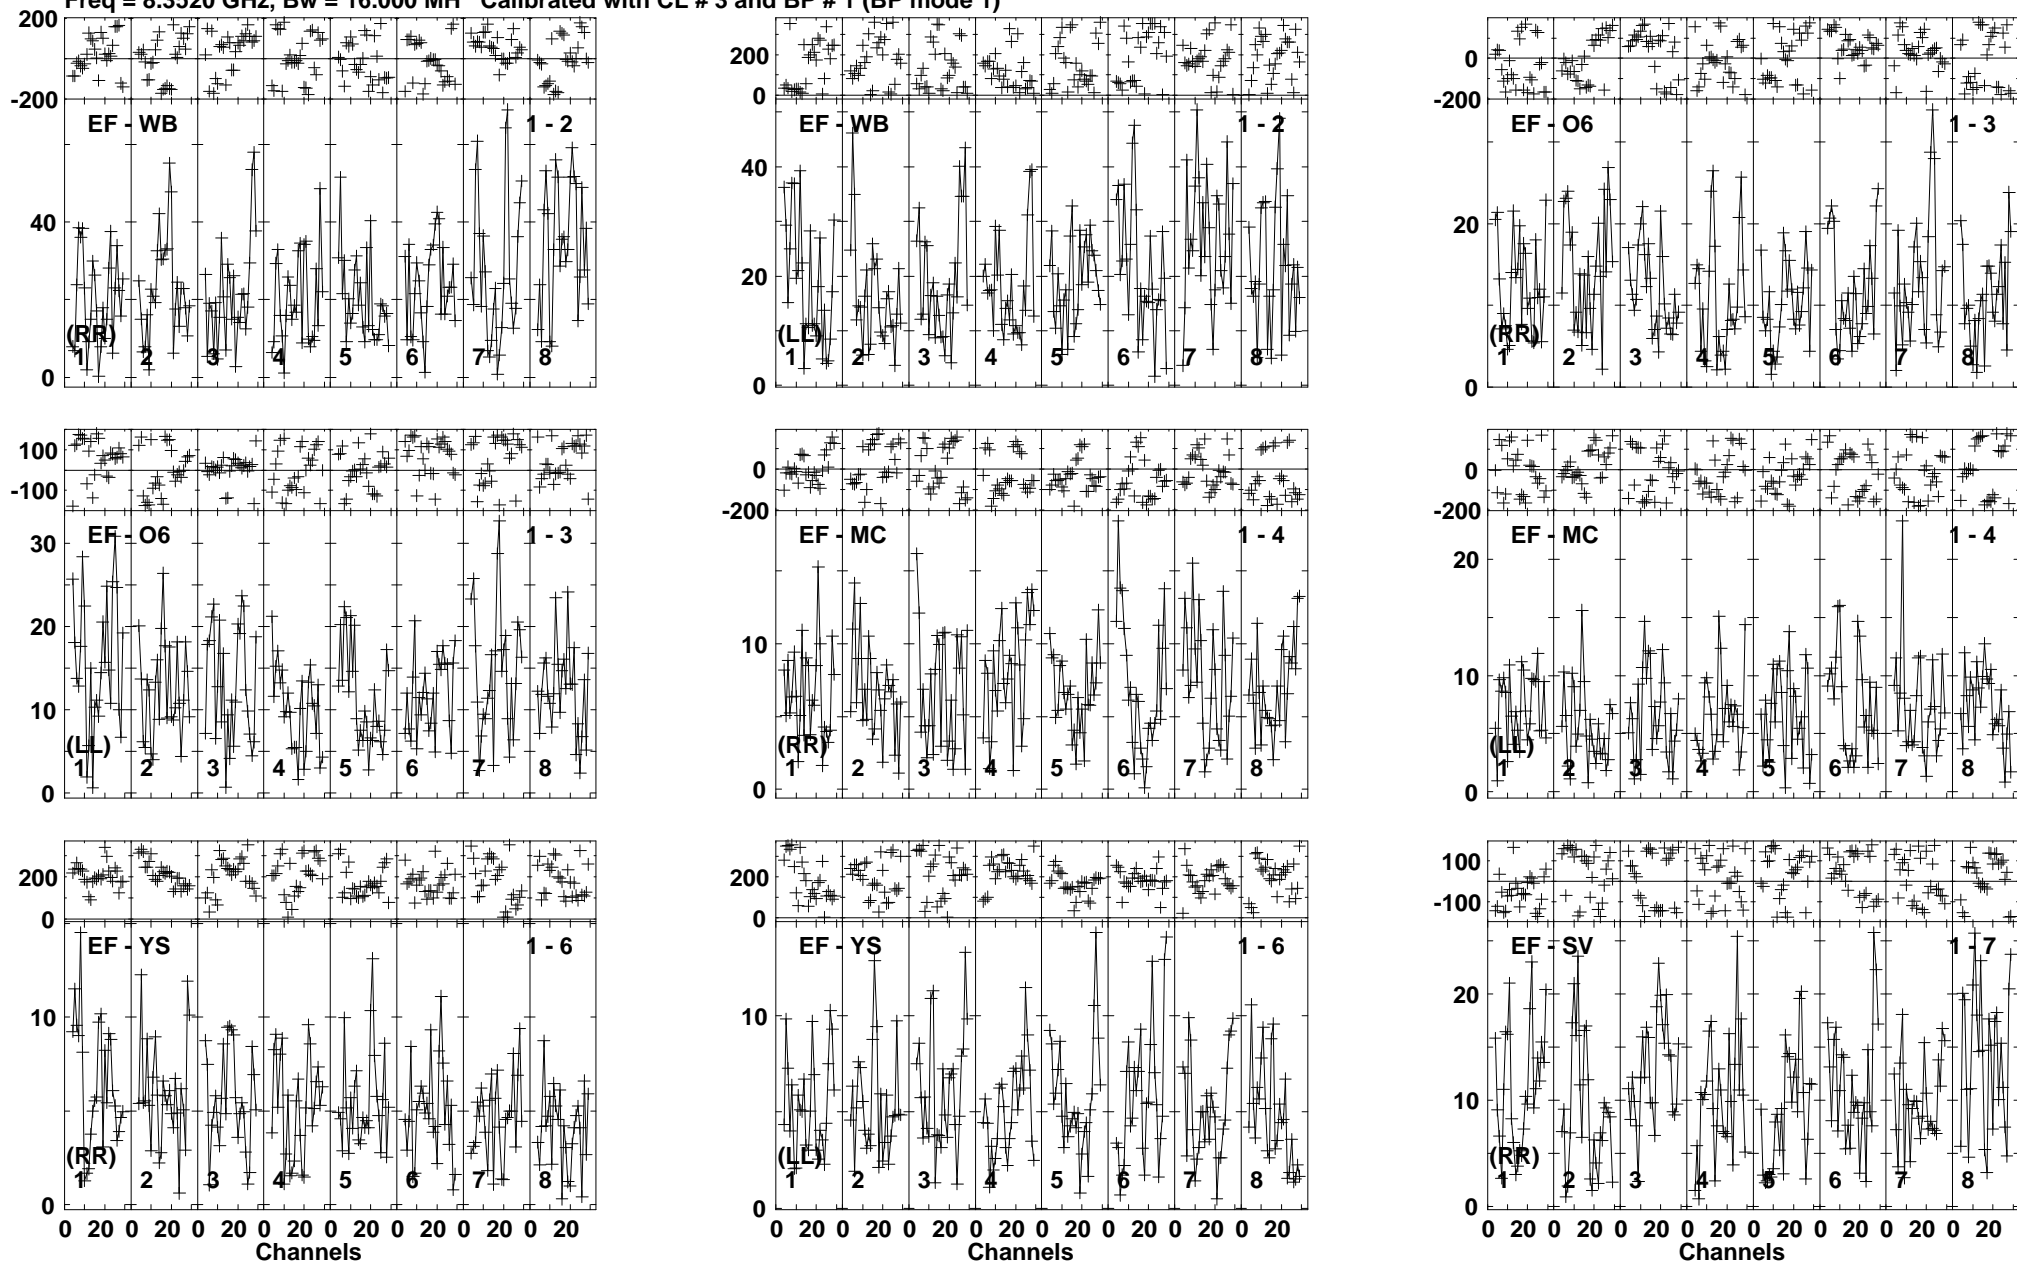 Freq = 8.3520 GHz, Bw = 16.000 MH Calibrated with CL # 3 and BP # 1 (BP mode 1)
200
-200
EF - WB 1 - 2
40
0
(RR)
1 2 3 4 5 6 7 8
200
0
EF - WB 1 - 2
40
20
0
(LL)
1 2 3 4 5 6 7 8
0
-200
EF - O6 1 - 3
20
0
(RR)
1 2 3 4 5 6 7 8
100
-100
EF - O6 1 - 3
30
20
10
0
(LL)
1 2 3 4 5 6 7 8
0
-200
EF - MC 1 - 4
10
0
(RR)
1 2 3 4 5 6 7 8
0
-200
EF - MC 1 - 4
20
10
0
(LL)
1 2 3 4 5 6 7 8
200
0
EF - YS 1 - 6
10
0
(RR)
1 2 3 4 5 6 7 8
0 20 0 20 0 20 0 20 0 20 0 20 0 20 0 20
Channels
200
0
EF - YS 1 - 6
10
0
(LL)
1 2 3 4 5 6 7 8
0 20 0 20 0 20 0 20 0 20 0 20 0 20 0 20
Channels
100
-100
EF - SV 1 - 7
20
10
0
(RR)
1 2 3 4 5 6 7 8
0 20 0 20 0 20 0 20 0 20 0 20 0 20 0 20
Channels